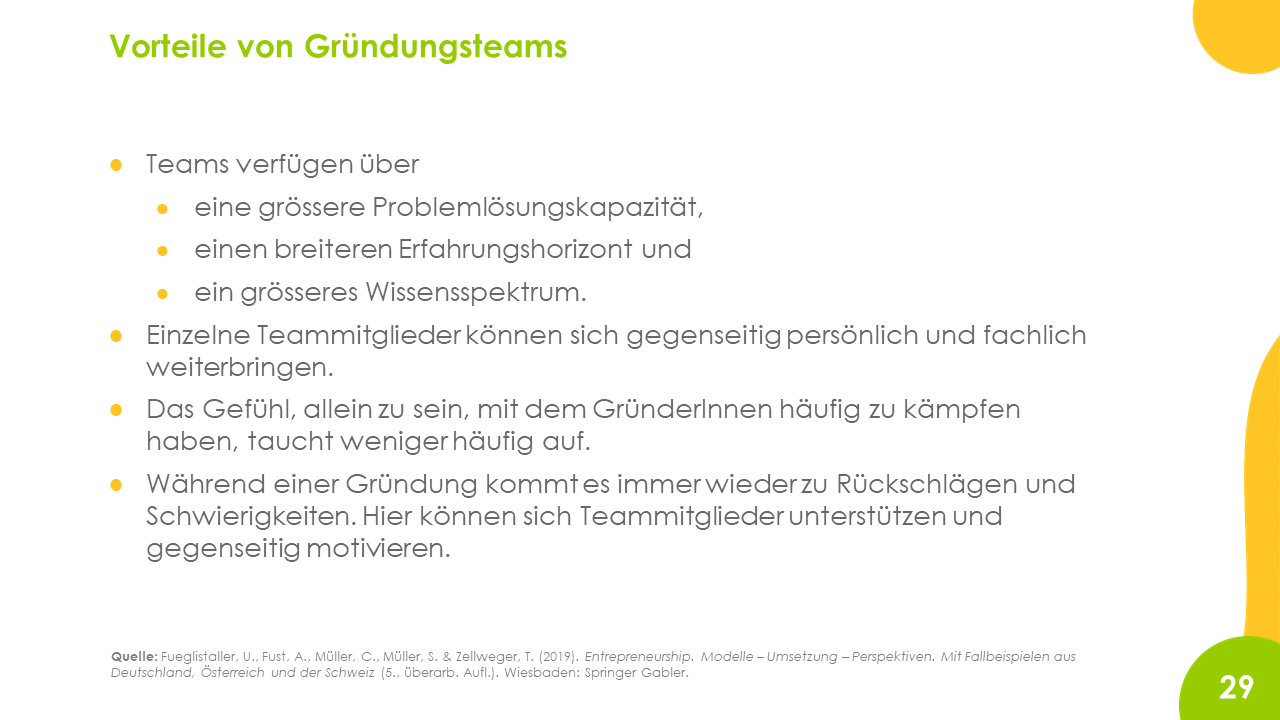 Vorteile von Gründungsteams
Teams verfügen über
eine grössere Problemlösungskapazität,
einen breiteren Erfahrungshorizont und
ein grösseres Wissensspektrum.
Einzelne Teammitglieder können sich gegenseitig persönlich und fachlich
weiterbringen.
Das Gefühl, allein zu sein, mit dem GründerInnen häufig zu kämpfen
haben, taucht weniger häufig auf.
Während einer Gründung kommt es immer wieder zu Rückschlägen und
Schwierigkeiten. Hier können sich Teammitglieder unterstützen und
gegenseitig motivieren.
Quelle: Fueglistaller, U., Fust, A., Müller, C., Müller, S. & Zellweger, T. (2019). Entrepreneurship. Modelle – Umsetzung – Perspektiven. Mit Fallbeispielen aus
Deutschland, Österreich und der Schweiz (5., überarb. Aufl.). Wiesbaden: Springer Gabler.
29